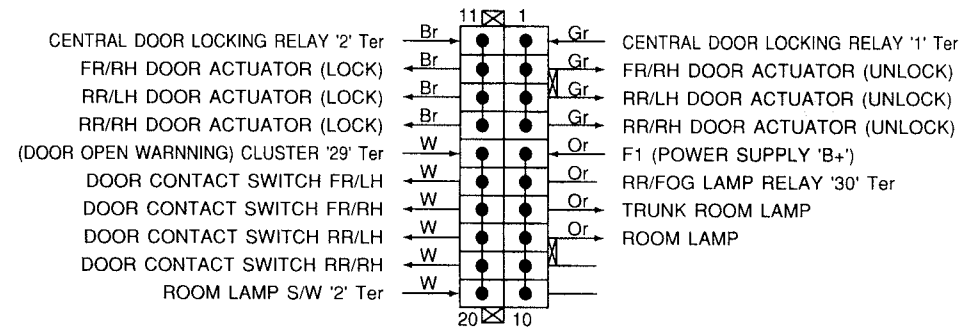 11 1
CENTRAL DOOR LOCKING RELAY '2' Ter Br Gr CENTRAL DOOR LOCKING RELAY '1' Ter
FR/RH DOOR ACTUATOR (LOCK) Br Gr FR/RH DOOR ACTUATOR (UNLOCK)
RR/LH DOOR ACTUATOR (LOCK) Br Gr RR/LH DOOR ACTUATOR (UNLOCK)
RR/RH DOOR ACTUATOR (LOCK) Br Gr RR/RH DOOR ACTUATOR (UNLOCK)
(DOOR OPEN WARNNING) CLUSTER '29' Ter W Or F1 (POWER SUPPLY 'B+')
DOOR CONTACT SWITCH FR/LH W Or RR/FOG LAMP RELAY '30' Ter
DOOR CONTACT SWITCH FR/RH W Or TRUNK ROOM LAMP
DOOR CONTACT SWITCH RR/LH W Or ROOM LAMP
DOOR CONTACT SWITCH RR/RH W
ROOM LAMP S/W '2' Ter W
20 10